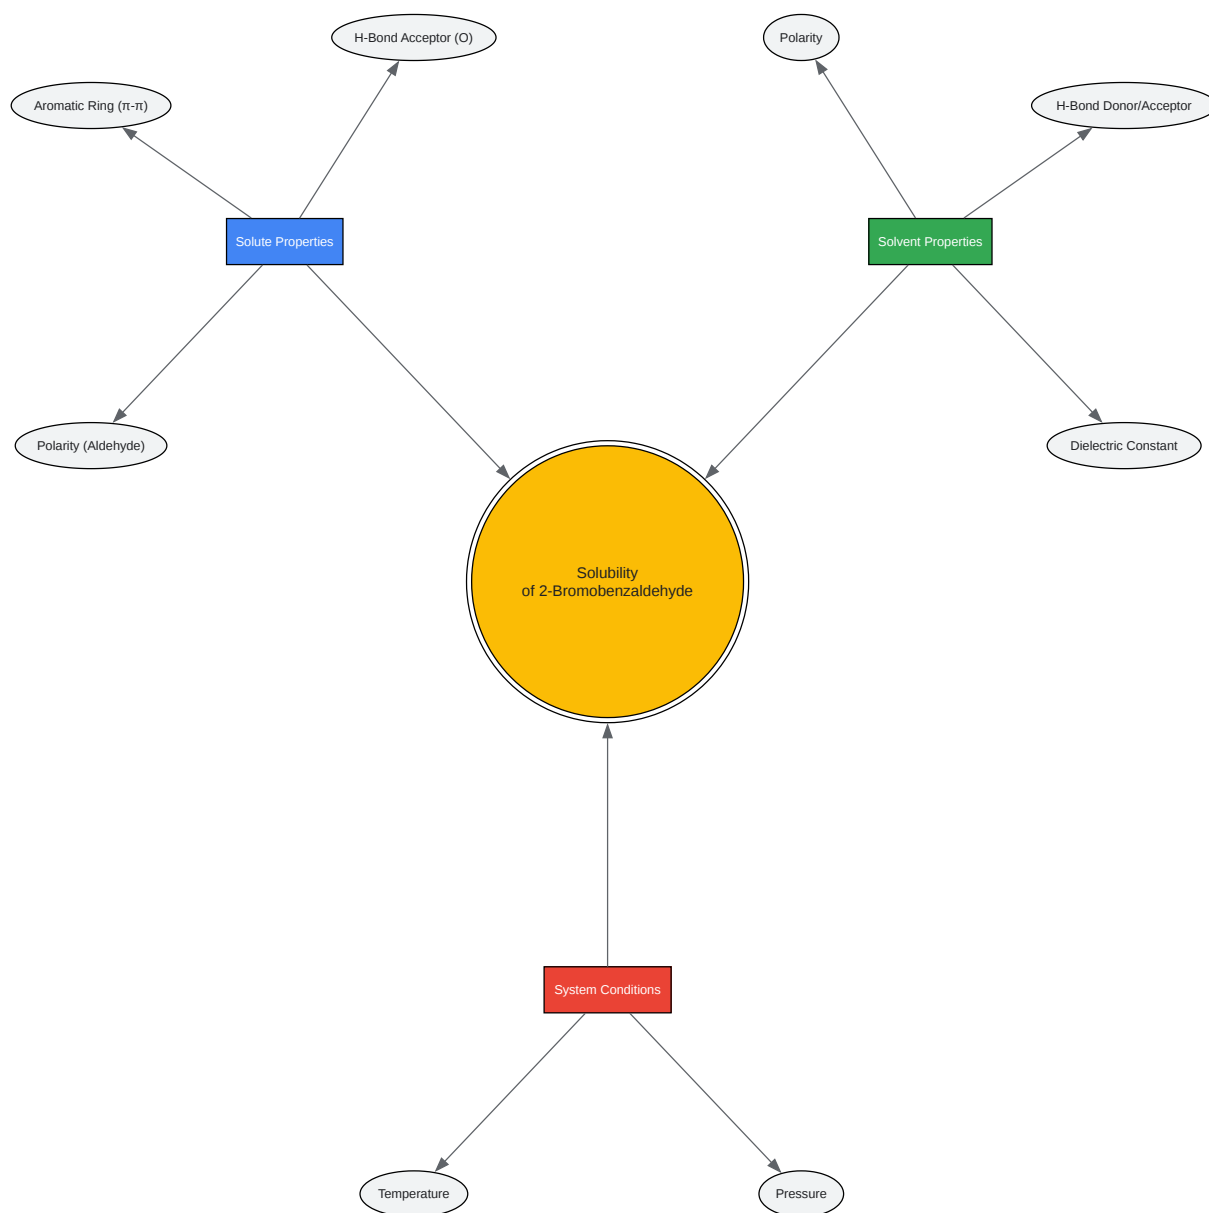 H-Bond Acceptor (O)
Polarity
Aromatic Ring (π-π)
H-Bond Donor/Acceptor
Solute Properties
Solvent Properties
Polarity (Aldehyde)
Dielectric Constant
Solubility
of 2-Bromobenzaldehyde
System Conditions
Temperature
Pressure